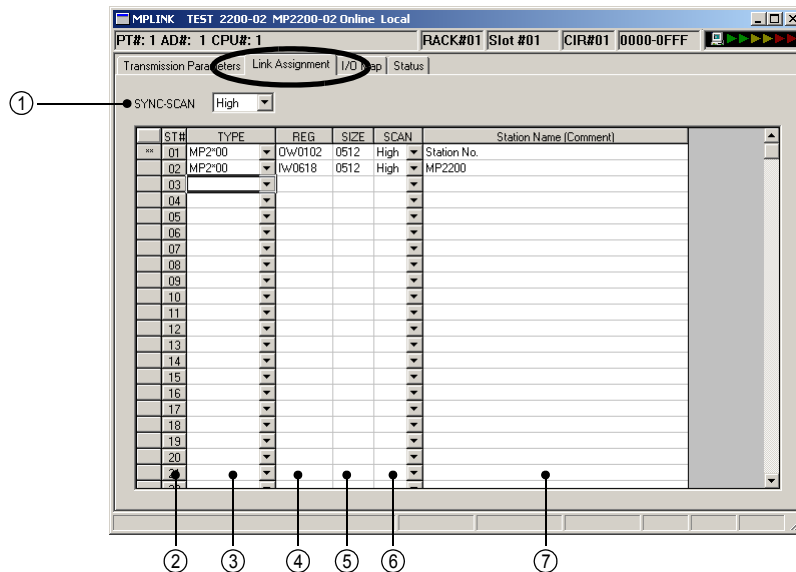 MPLINK TEST 2200-02 MP2200-02 Online Local
PT#: 1 AD#: 1 CPU#: 1 RACK#01 Slot #01 CIR#01 0000-0FFF
Transmission Parameters Link Assignment I/O Map Status
① SYNC-SCAN High
ST# TYPE REG SIZE SCAN Station Name (Comment)
** 01 MP2*00 OW0102 0512 High Station No.
02 MP2*00 IW0618 0512 High MP2200
03
04
05
06
07
08
09
10
11
12
13
14
15
16
17
18
19
20
21
② ③ ④ ⑤ ⑥ ⑦